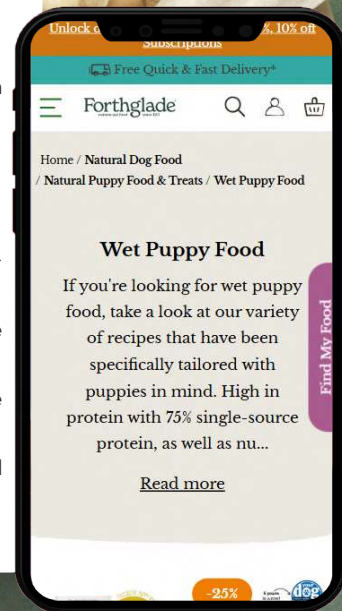 Unlock %, 10% off
Subscriptions
Free Quick & Fast Delivery*
Forthglade
Home / Natural Dog Food
/ Natural Puppy Food & Treats / Wet Puppy Food
Wet Puppy Food
If you're looking for wet puppy
food, take a look at our variety
of recipes that have been
specifically tailored with
puppies in mind. High in
protein with 75% single-source
protein, as well as nu...
Read more
Find My Food
-25%
dog